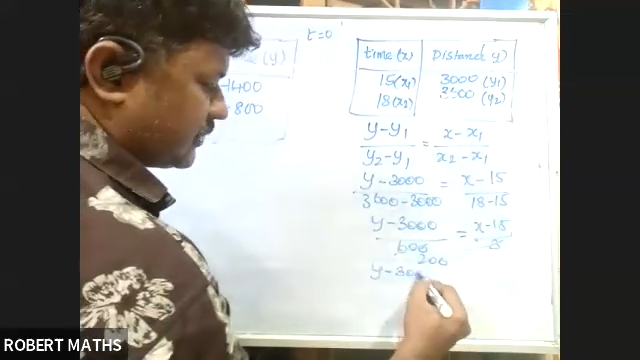 t=0
(y)
1400
800
time (x) Distance y)
15(x1) 3000 (y1)
18(x2) 3600 (y2)
y-y1 / y2-y1 = x-x1 / x2-x1
y-3000 / 3600-3000 = x-15 / 18-15
y-3000 / 600 = x-15 / 3
200
y-300
ROBERT MATHS